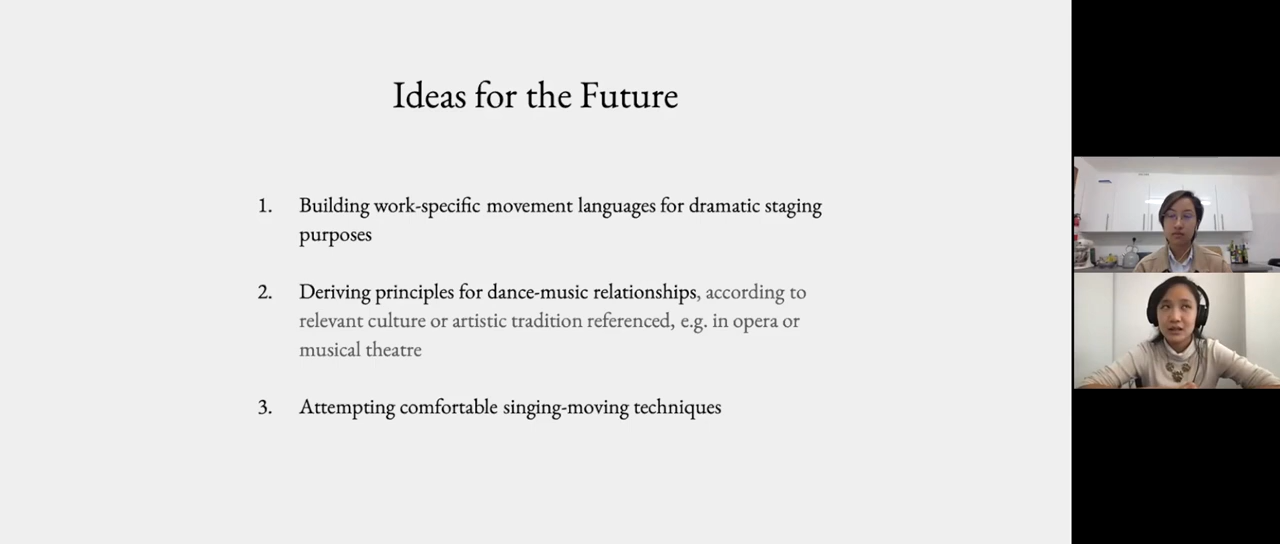 Ideas for the Future
1. Building work-specific movement languages for dramatic staging
purposes
2. Deriving principles for dance-music relationships, according to
relevant culture or artistic tradition referenced, e.g. in opera or
musical theatre
3. Attempting comfortable singing-moving techniques